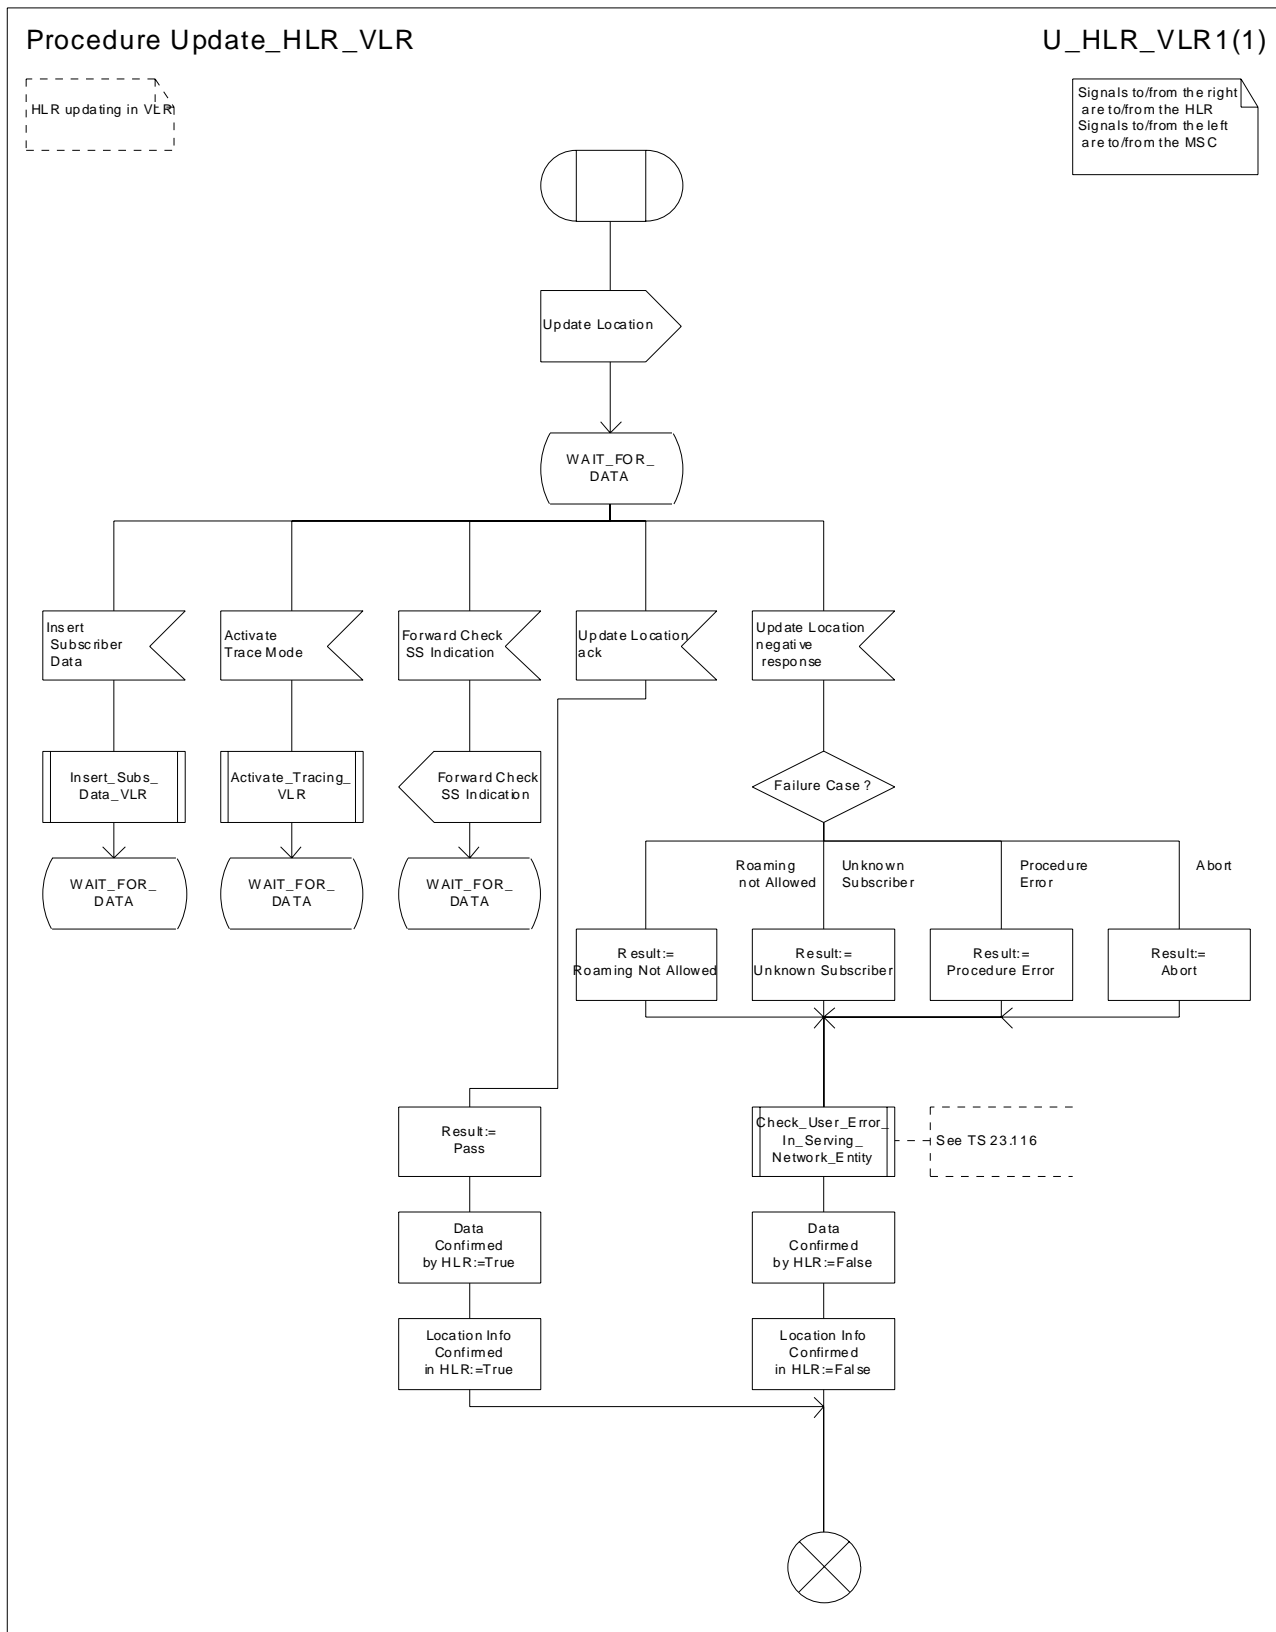 Procedure Update_HLR_VLR
U_HLR_VLR1(1)
HLR updating in VLR
Signals to/from the right
are to/from the HLR
Signals to/from the left
are to/from the MSC
Update Location
WAIT_FOR_
DATA
Insert
Subscriber
Data
Activate
Trace Mode
Forward Check
SS Indication
Update Location
ack
Update Location
negative
response
Insert_Subs_
Data_VLR
Activate_Tracing_
VLR
Forward Check
SS Indication
Failure Case ?
WAIT_FOR_
DATA
WAIT_FOR_
DATA
WAIT_FOR_
DATA
Roaming
not Allowed
Unknown
Subscriber
Procedure
Error
Abort
Result:=
Roaming Not Allowed
Result:=
Unknown Subscriber
Result:=
Procedure Error
Result:=
Abort
Result:=
Pass
Check_User_Error_
In_Serving_
Network_Entity
See TS 23.116
Data
Confirmed
by HLR:=True
Data
Confirmed
by HLR:=False
Location Info
Confirmed
in HLR:=True
Location Info
Confirmed
in HLR:=False